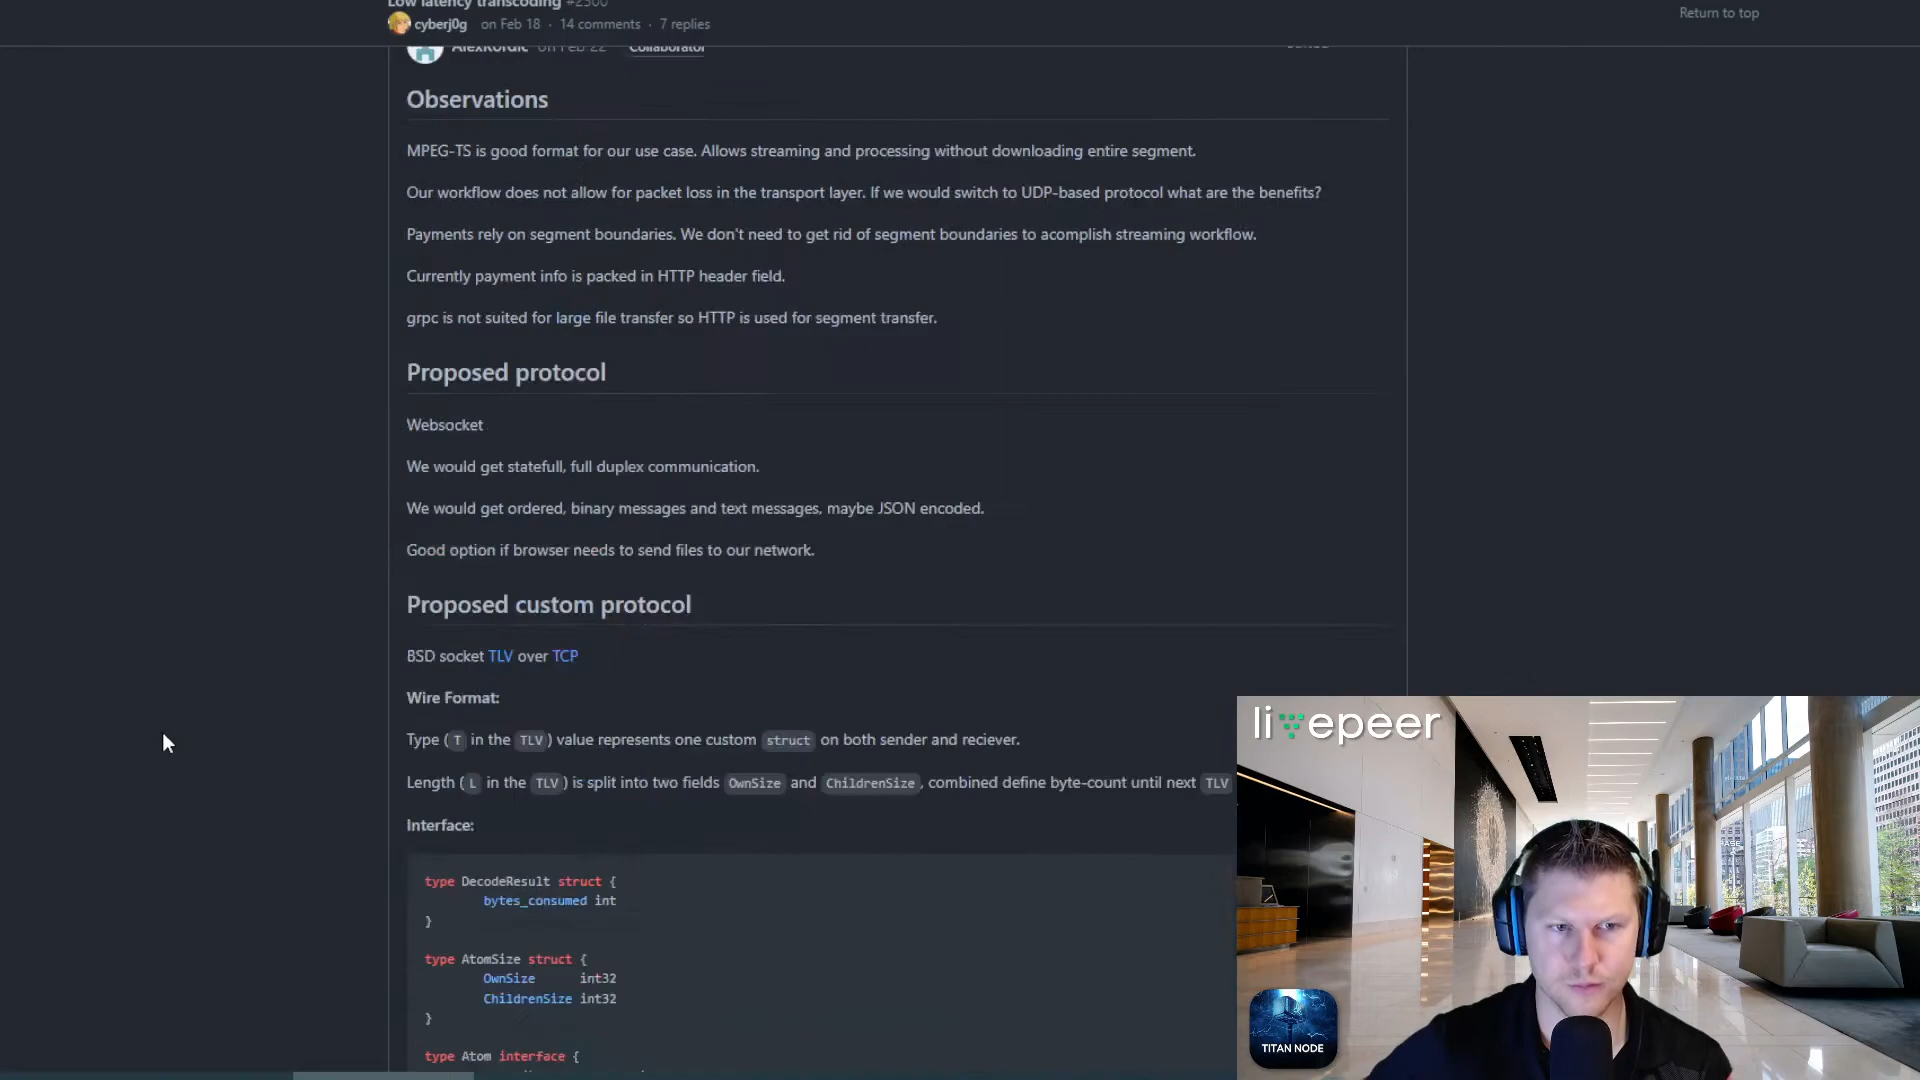 Low latency transcoding #2300
cyberj0g on Feb 18 · 14 comments · 7 replies
Return to top
AlexKordic on Feb 22 Collaborator
Observations
MPEG-TS is good format for our use case. Allows streaming and processing without downloading entire segment.
Our workflow does not allow for packet loss in the transport layer. If we would switch to UDP-based protocol what are the benefits?
Payments rely on segment boundaries. We don't need to get rid of segment boundaries to acomplish streaming workflow.
Currently payment info is packed in HTTP header field.
grpc is not suited for large file transfer so HTTP is used for segment transfer.
Proposed protocol
Websocket
We would get statefull, full duplex communication.
We would get ordered, binary messages and text messages, maybe JSON encoded.
Good option if browser needs to send files to our network.
Proposed custom protocol
BSD socket TLV over TCP
Wire Format:
Type ( T in the TLV ) value represents one custom struct on both sender and reciever.
Length ( L in the TLV ) is split into two fields OwnSize and ChildrenSize , combined define byte-count until next TLV
Interface:
type DecodeResult struct {
bytes_consumed int
}
type AtomSize struct {
OwnSize int32
ChildrenSize int32
}
type Atom interface {
livepeer
TITAN NODE